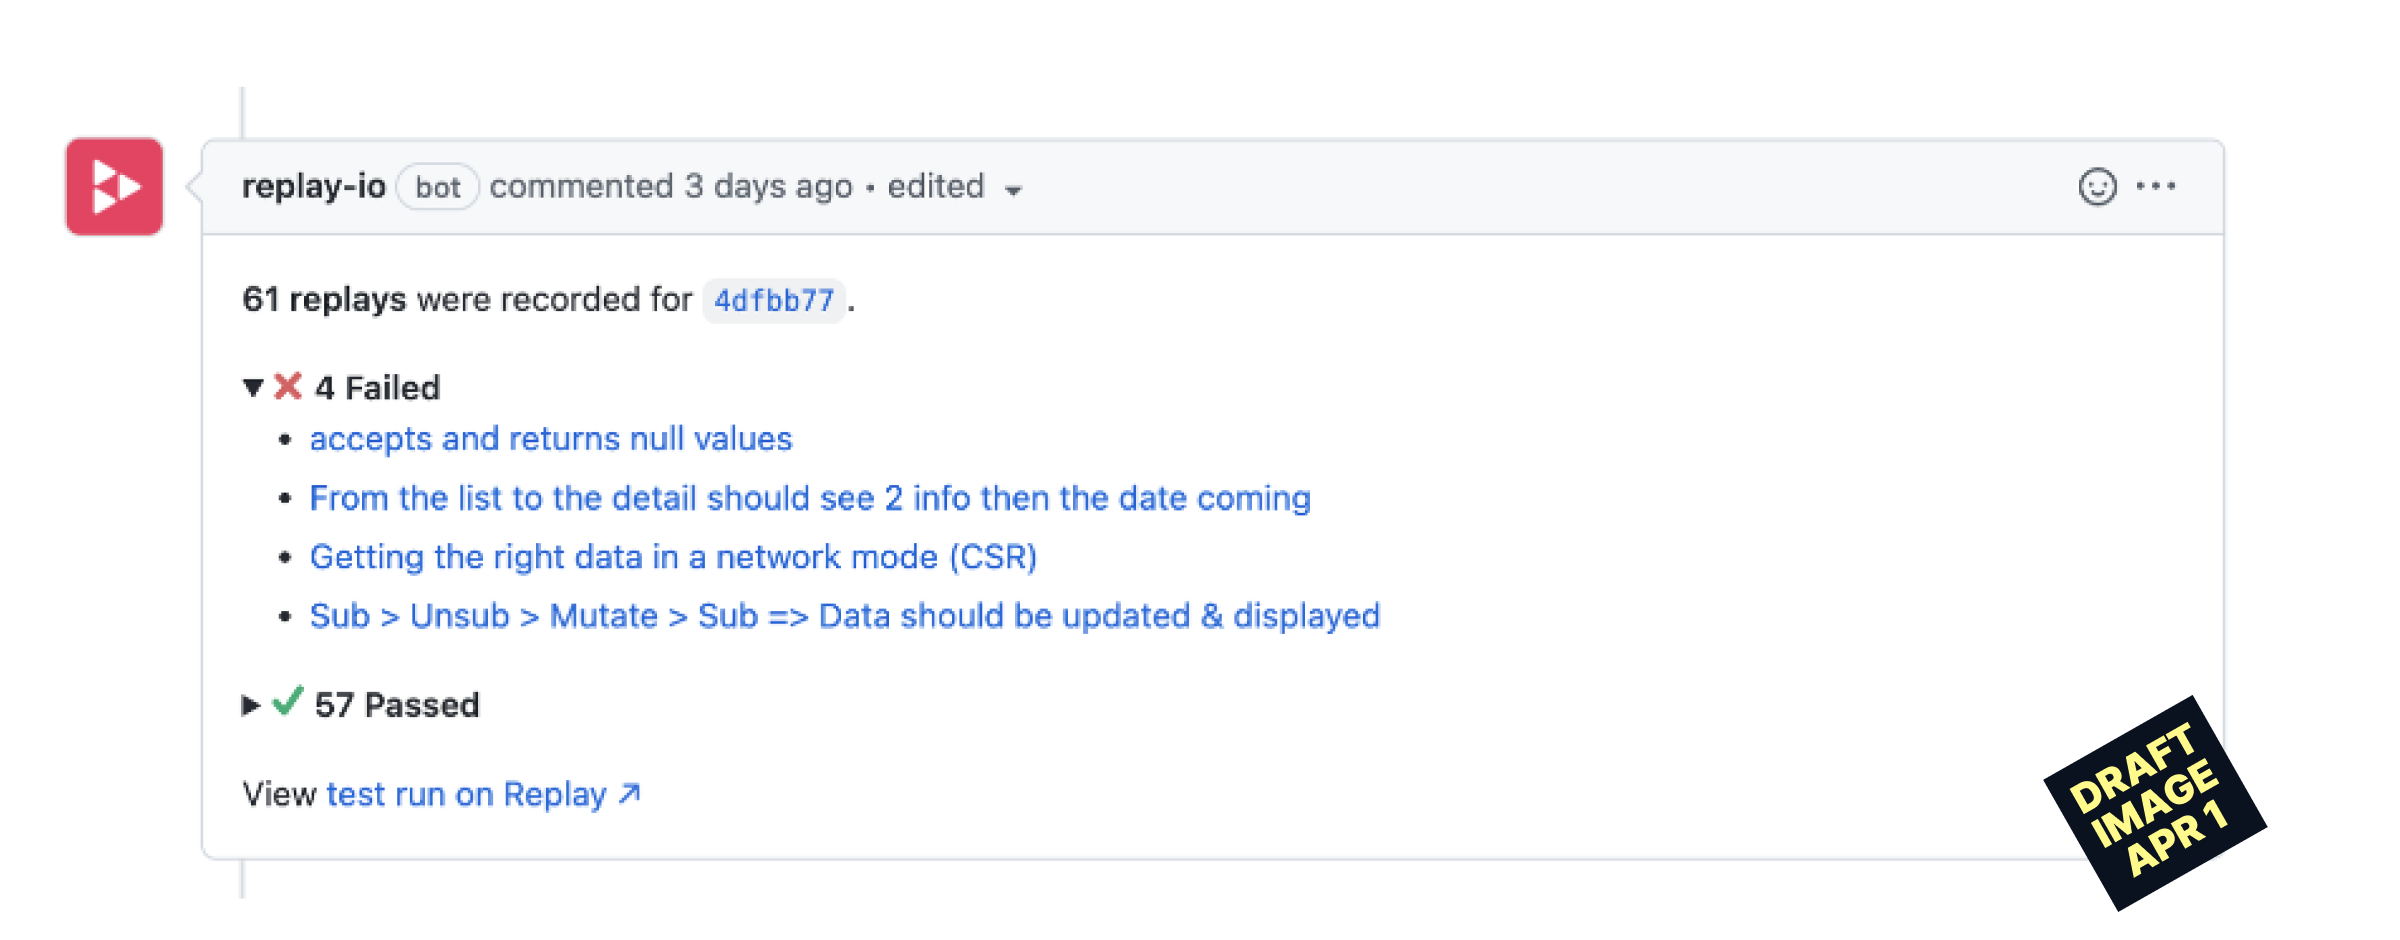 replay-io bot commented 3 days ago • edited
61 replays were recorded for 4dfbb77.
4 Failed
• accepts and returns null values
• From the list to the detail should see 2 info then the date coming
• Getting the right data in a network mode (CSR)
• Sub > Unsub > Mutate > Sub => Data should be updated & displayed
57 Passed
View test run on Replay ↗
DRAFT
IMAGE
APR 1